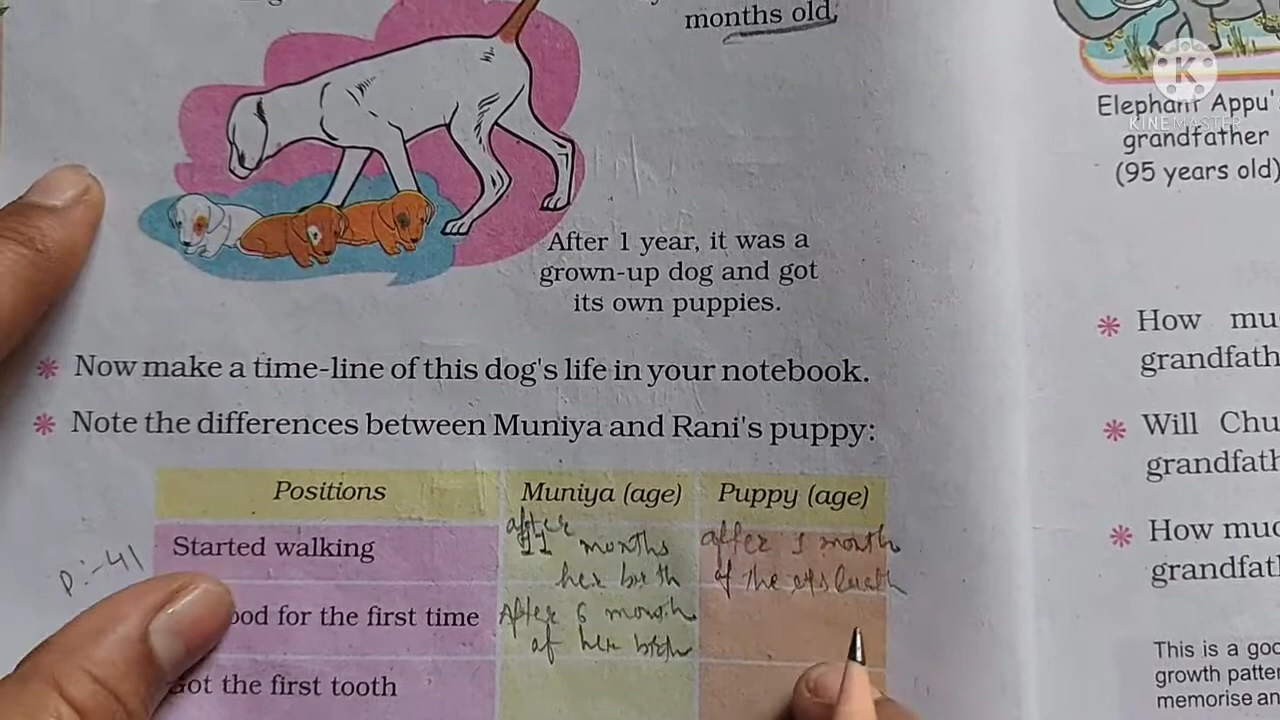 months old.
Elephant Appu'
grandfather
(95 years old)
KINEMASTER
After 1 year, it was a
grown-up dog and got
its own puppies.
Now make a time-line of this dog's life in your notebook.
Note the differences between Muniya and Rani's puppy:
Positions Muniya (age) Puppy (age)
Started walking
after
11 months
her birth
after 1 month
of the
ood for the first time
After 6 month
of her birth
ot the first tooth
P:-41
How mu
grandfath
Will Chu
grandfath
How muc
grandfat
This is a goo
growth patter
memorise an